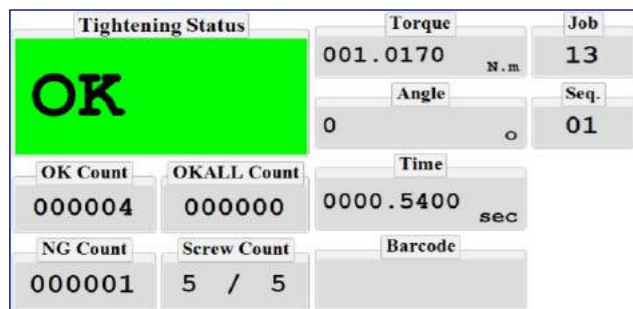 Tightening Status
OK
Torque
001.0170 N.m
Job
13
Angle
0 o
Seq.
01
OK Count
000004
OKALL Count
000000
Time
0000.5400 sec
NG Count
000001
Screw Count
5 / 5
Barcode